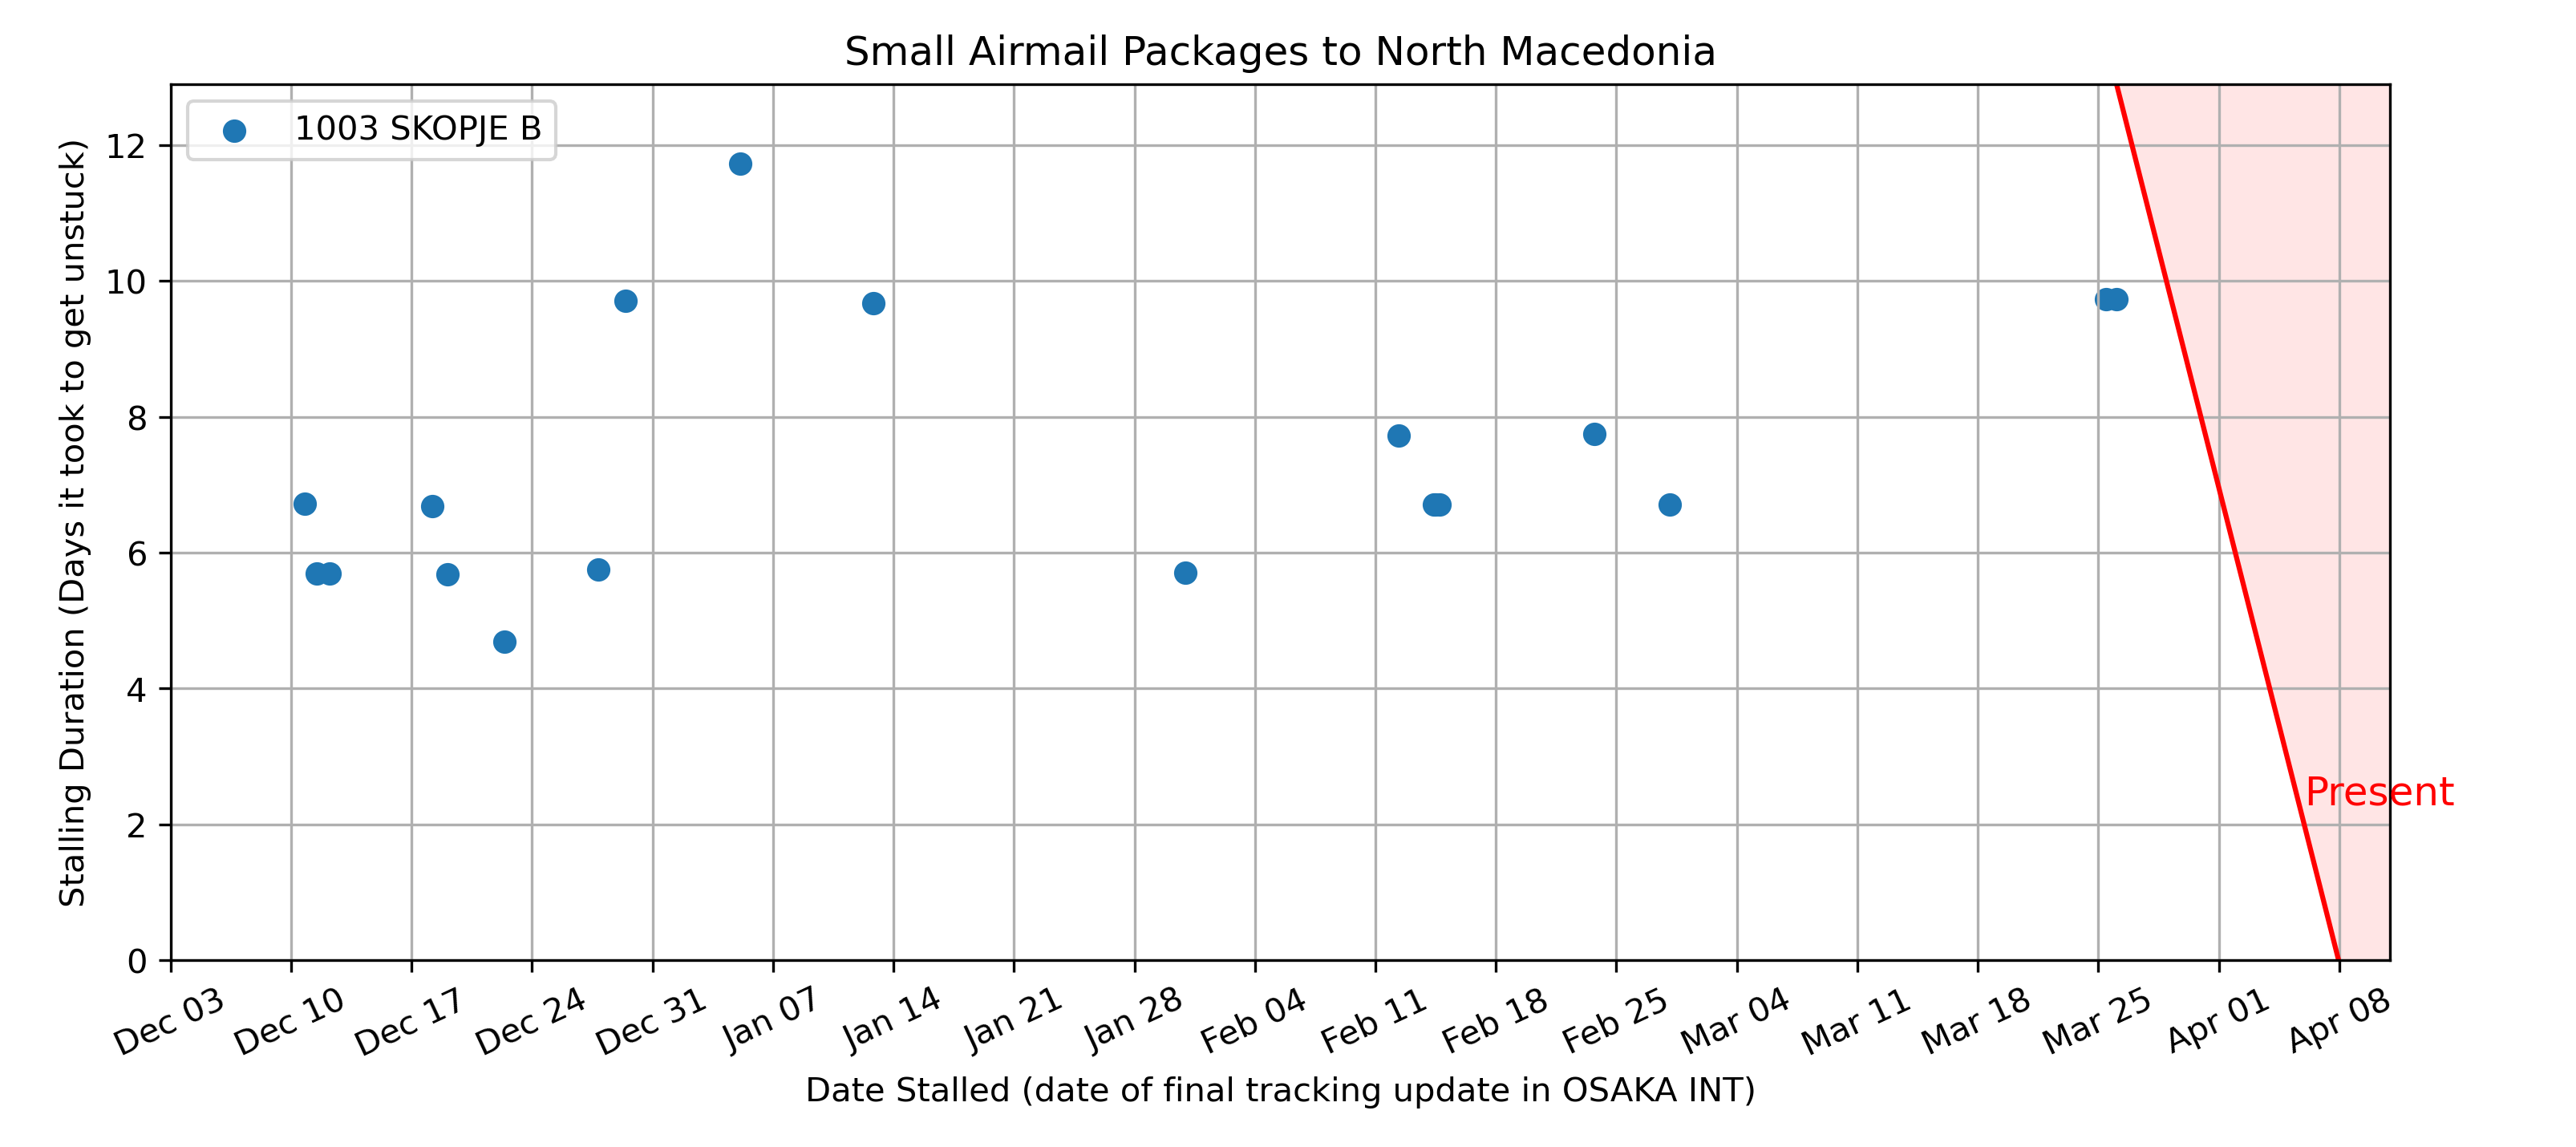 Small Airmail Packages to North Macedonia
1003 SKOPJE B
Stalling Duration (Days it took to get unstuck)
12
10
8
6
4
2
0
Present
Dec 03 Dec 10 Dec 17 Dec 24 Dec 31 Jan 07 Jan 14 Jan 21 Jan 28 Feb 04 Feb 11 Feb 18 Feb 25 Mar 04 Mar 11 Mar 18 Mar 25 Apr 01 Apr 08
Date Stalled (date of final tracking update in OSAKA INT)